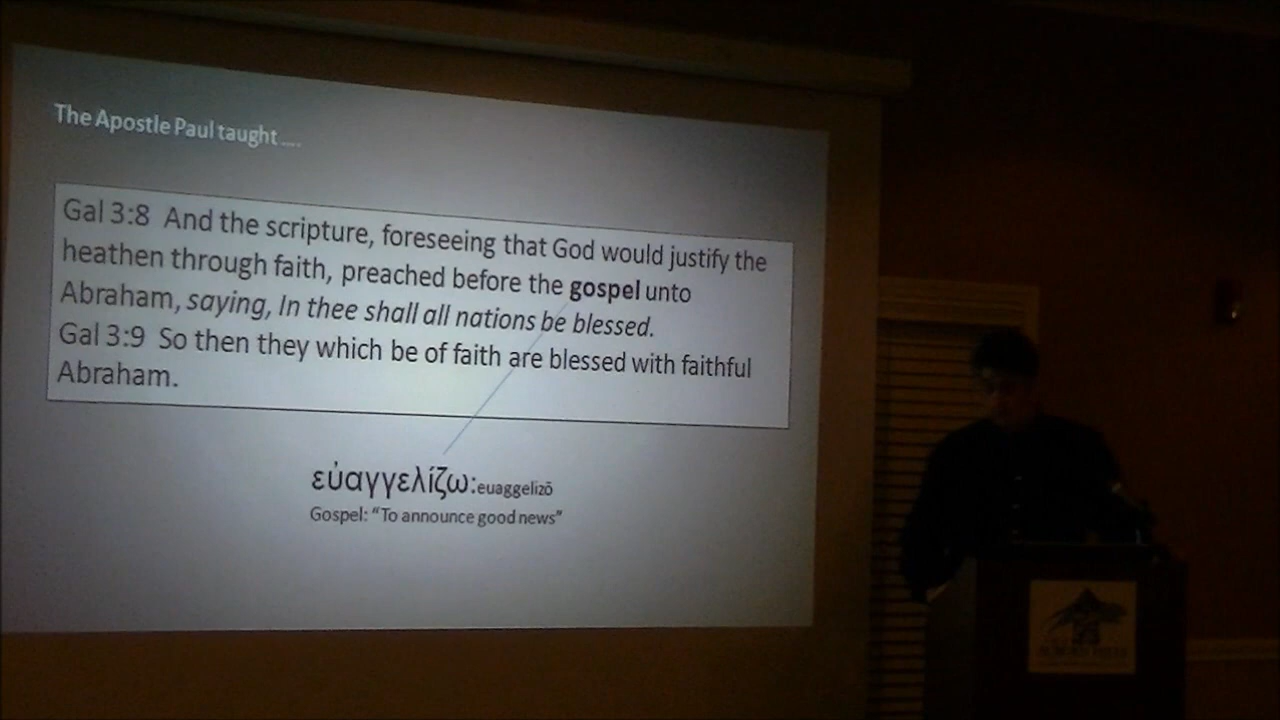 The Apostle Paul taught ....
Gal 3:8 And the scripture, foreseeing that God would justify the
heathen through faith, preached before the gospel unto
Abraham, saying, In thee shall all nations be blessed.
Gal 3:9 So then they which be of faith are blessed with faithful
Abraham.
εὐαγγελίζω:euaggelizō
Gospel: “To announce good news”